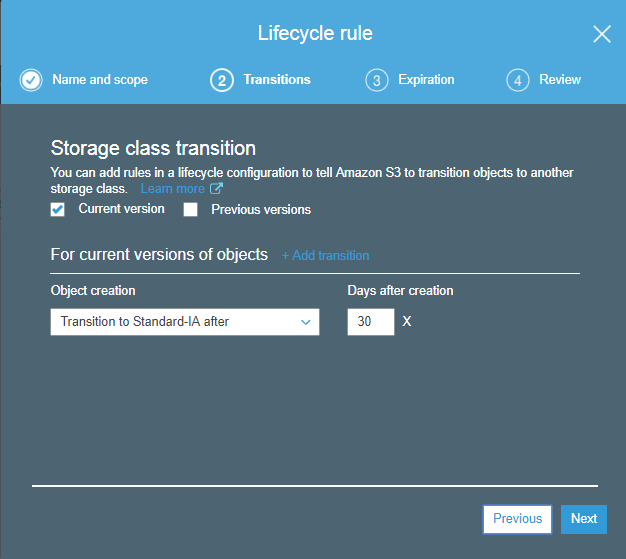 Lifecycle rule
Name and scope
2 Transitions
3 Expiration
4 Review
Storage class transition
You can add rules in a lifecycle configuration to tell Amazon S3 to transition objects to another
storage class. Learn more
Current version Previous versions
For current versions of objects + Add transition
Object creation Days after creation
Transition to Standard-IA after 30 X
Previous Next